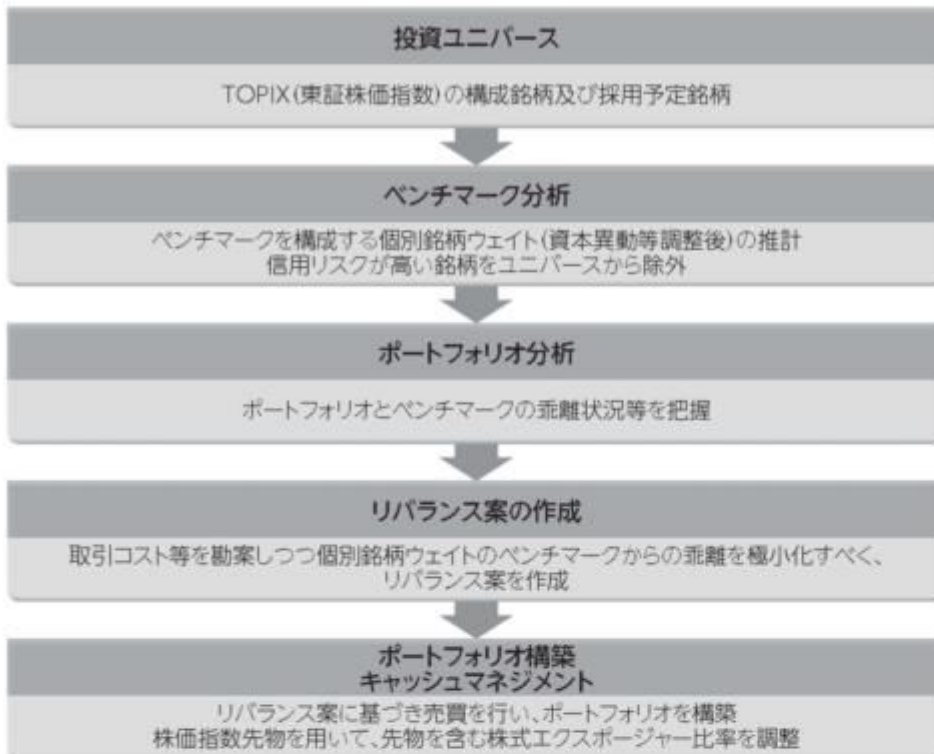 投資ユニバース
TOPIX(東証株価指数)の構成銘柄及び採用予定銘柄
ベンチマーク分析
ベンチマークを構成する個別銘柄ウェイト(資本異動等調整後)の推計
信用リスクが高い銘柄をユニバースから除外
ポートフォリオ分析
ポートフォリオとベンチマークの乖離状況等を把握
リバランス案の作成
取引コスト等を勘案しつつ個別銘柄ウェイトのベンチマークからの乖離を極小化すべく、
リバランス案を作成
ポートフォリオ構築
キャッシュマネジメント
リバランス案に基づき売買を行い、ポートフォリオを構築
株価指数先物を用いて、先物を含む株式エクスポージャー比率を調整